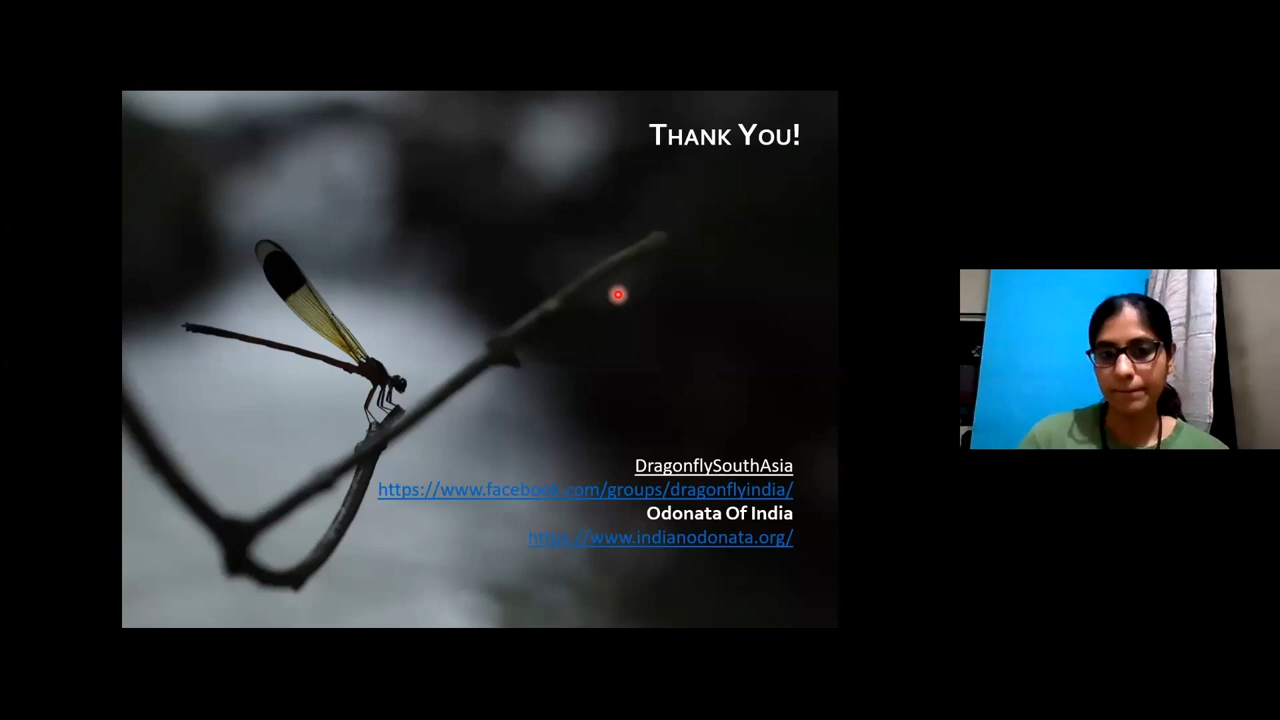 THANK YOU!
DragonflySouthAsia
https://www.facebook.com/groups/dragonflyindia/
Odonata Of India
https://www.indianodonata.org/